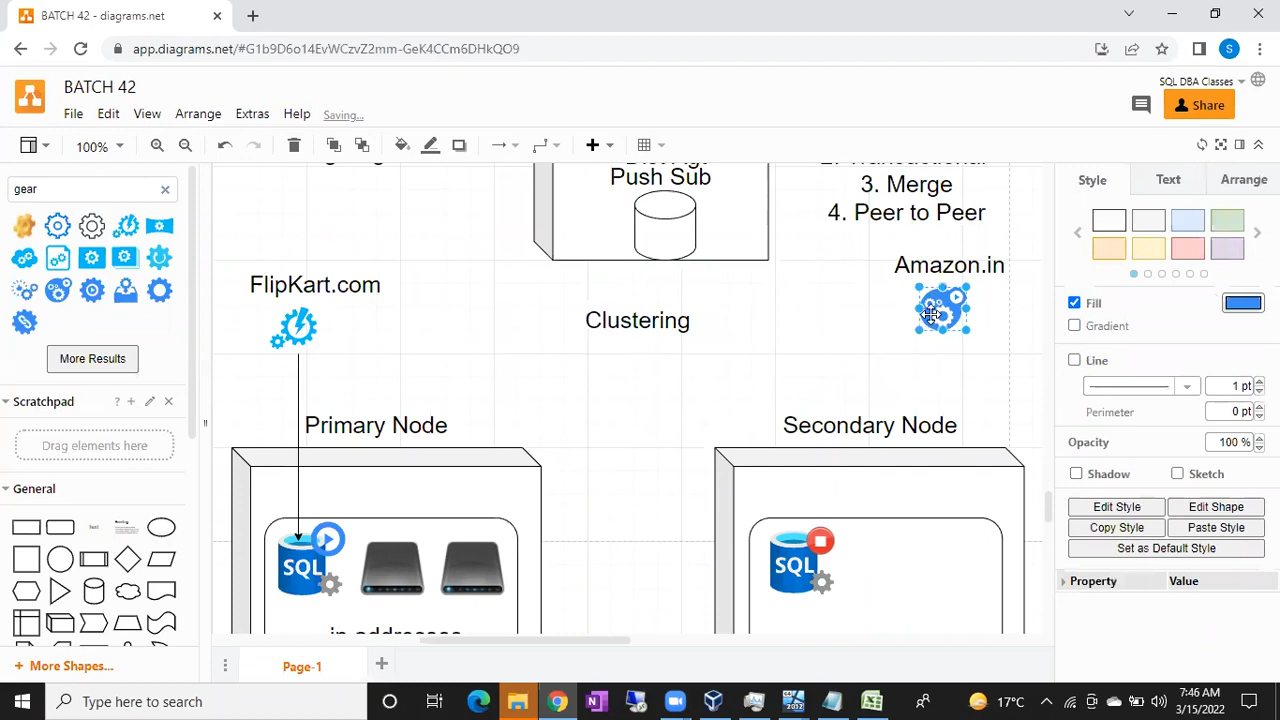 BATCH 42 - diagrams.net
app.diagrams.net/#G1b9D6o14EvWCzvZ2mm-GeK4CCm6DHkQO9
S
BATCH 42
SQL DBA Classes
File Edit View Arrange Extras Help Saving...
Share
100%
gear
More Results
Scratchpad
Drag elements here
General
More Shapes...
Push Sub
3. Merge
4. Peer to Peer
Amazon.in
FlipKart.com
Clustering
Primary Node
Secondary Node
SQL
SQL
Page-1
Style Text Arrange
Fill
Gradient
Line
1 pt
Perimeter
0 pt
Opacity
100 %
Shadow Sketch
Edit Style Edit Shape
Copy Style Paste Style
Set as Default Style
Property Value
Type here to search
17°C
7:46 AM
3/15/2022